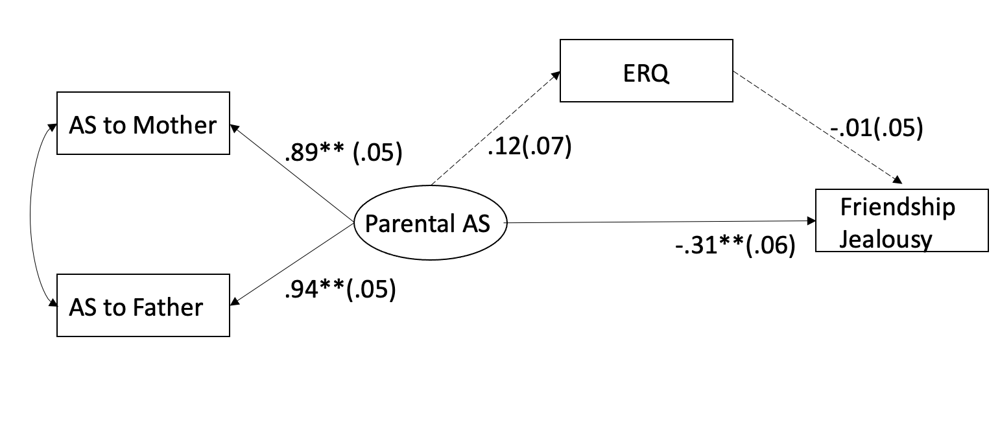 ERQ
AS to Mother
-.01(.05)
.89** (.05)
.12(.07)
Parental AS
Friendship
Jealousy
-.31**(.06)
.94**(.05)
AS to Father